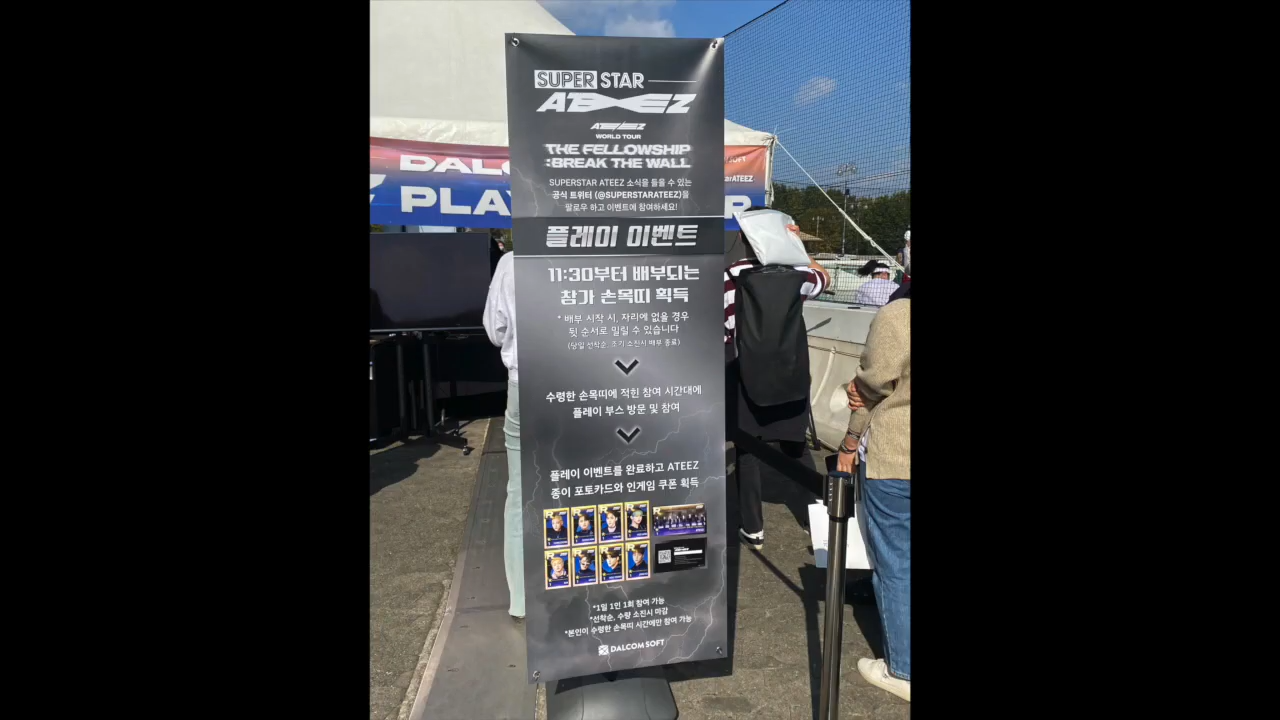 SUPER STAR
ATEEZ
ATEEZ
WORLD TOUR
THE FELLOWSHIP
:BREAK THE WALL
SUPERSTAR ATEEZ 소식을 들을 수 있는
공식 트위터 (@SUPERSTARATEEZ)를
팔로우 하고 이벤트에 참여하세요!
플레이 이벤트
11:30부터 배부되는
참가 손목띠 획득
* 배부 시작 시, 자리에 없을 경우
뒷 순서로 밀릴 수 있습니다
(당일 선착순, 조기 소진시 배부 종료)
수령한 손목띠에 적힌 참여 시간대에
플레이 부스 방문 및 참여
플레이 이벤트를 완료하고 ATEEZ
종이 포토카드와 인게임 쿠폰 획득
*1일 1인 1회 참여 가능
*선착순, 수량 소진시 마감
*본인이 수령한 손목띠 시간에만 참여 가능
DALCOM SOFT
DALC
PLA
SOFT
arATEEZ
R